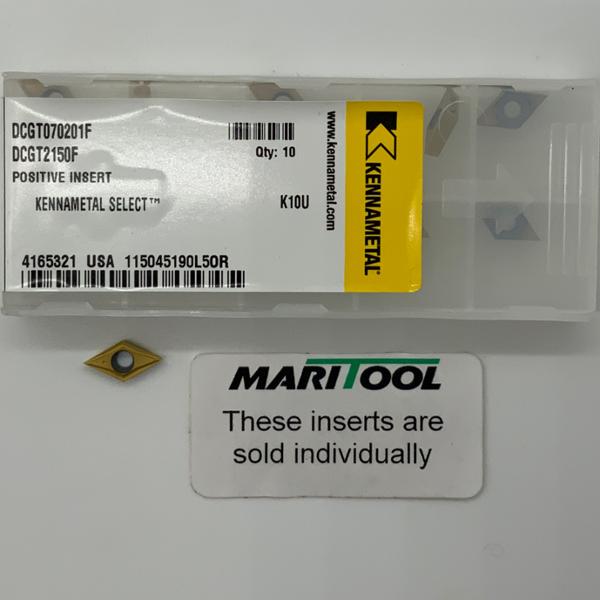 DCGT070201F
DCGT2150F
Qty: 10
POSITIVE INSERT
KENNAMETAL SELECT™
K10U
4165321 USA 115045190L50R
www.kennametal.com
KENNAMETAL®
MARITOOL
These inserts are
sold individually